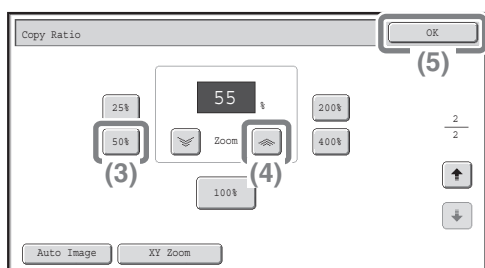 Copy Ratio
OK
(5)
55 %
25%
200%
2
2
50%
Zoom
400%
(3)
(4)
100%
Auto Image
XY Zoom